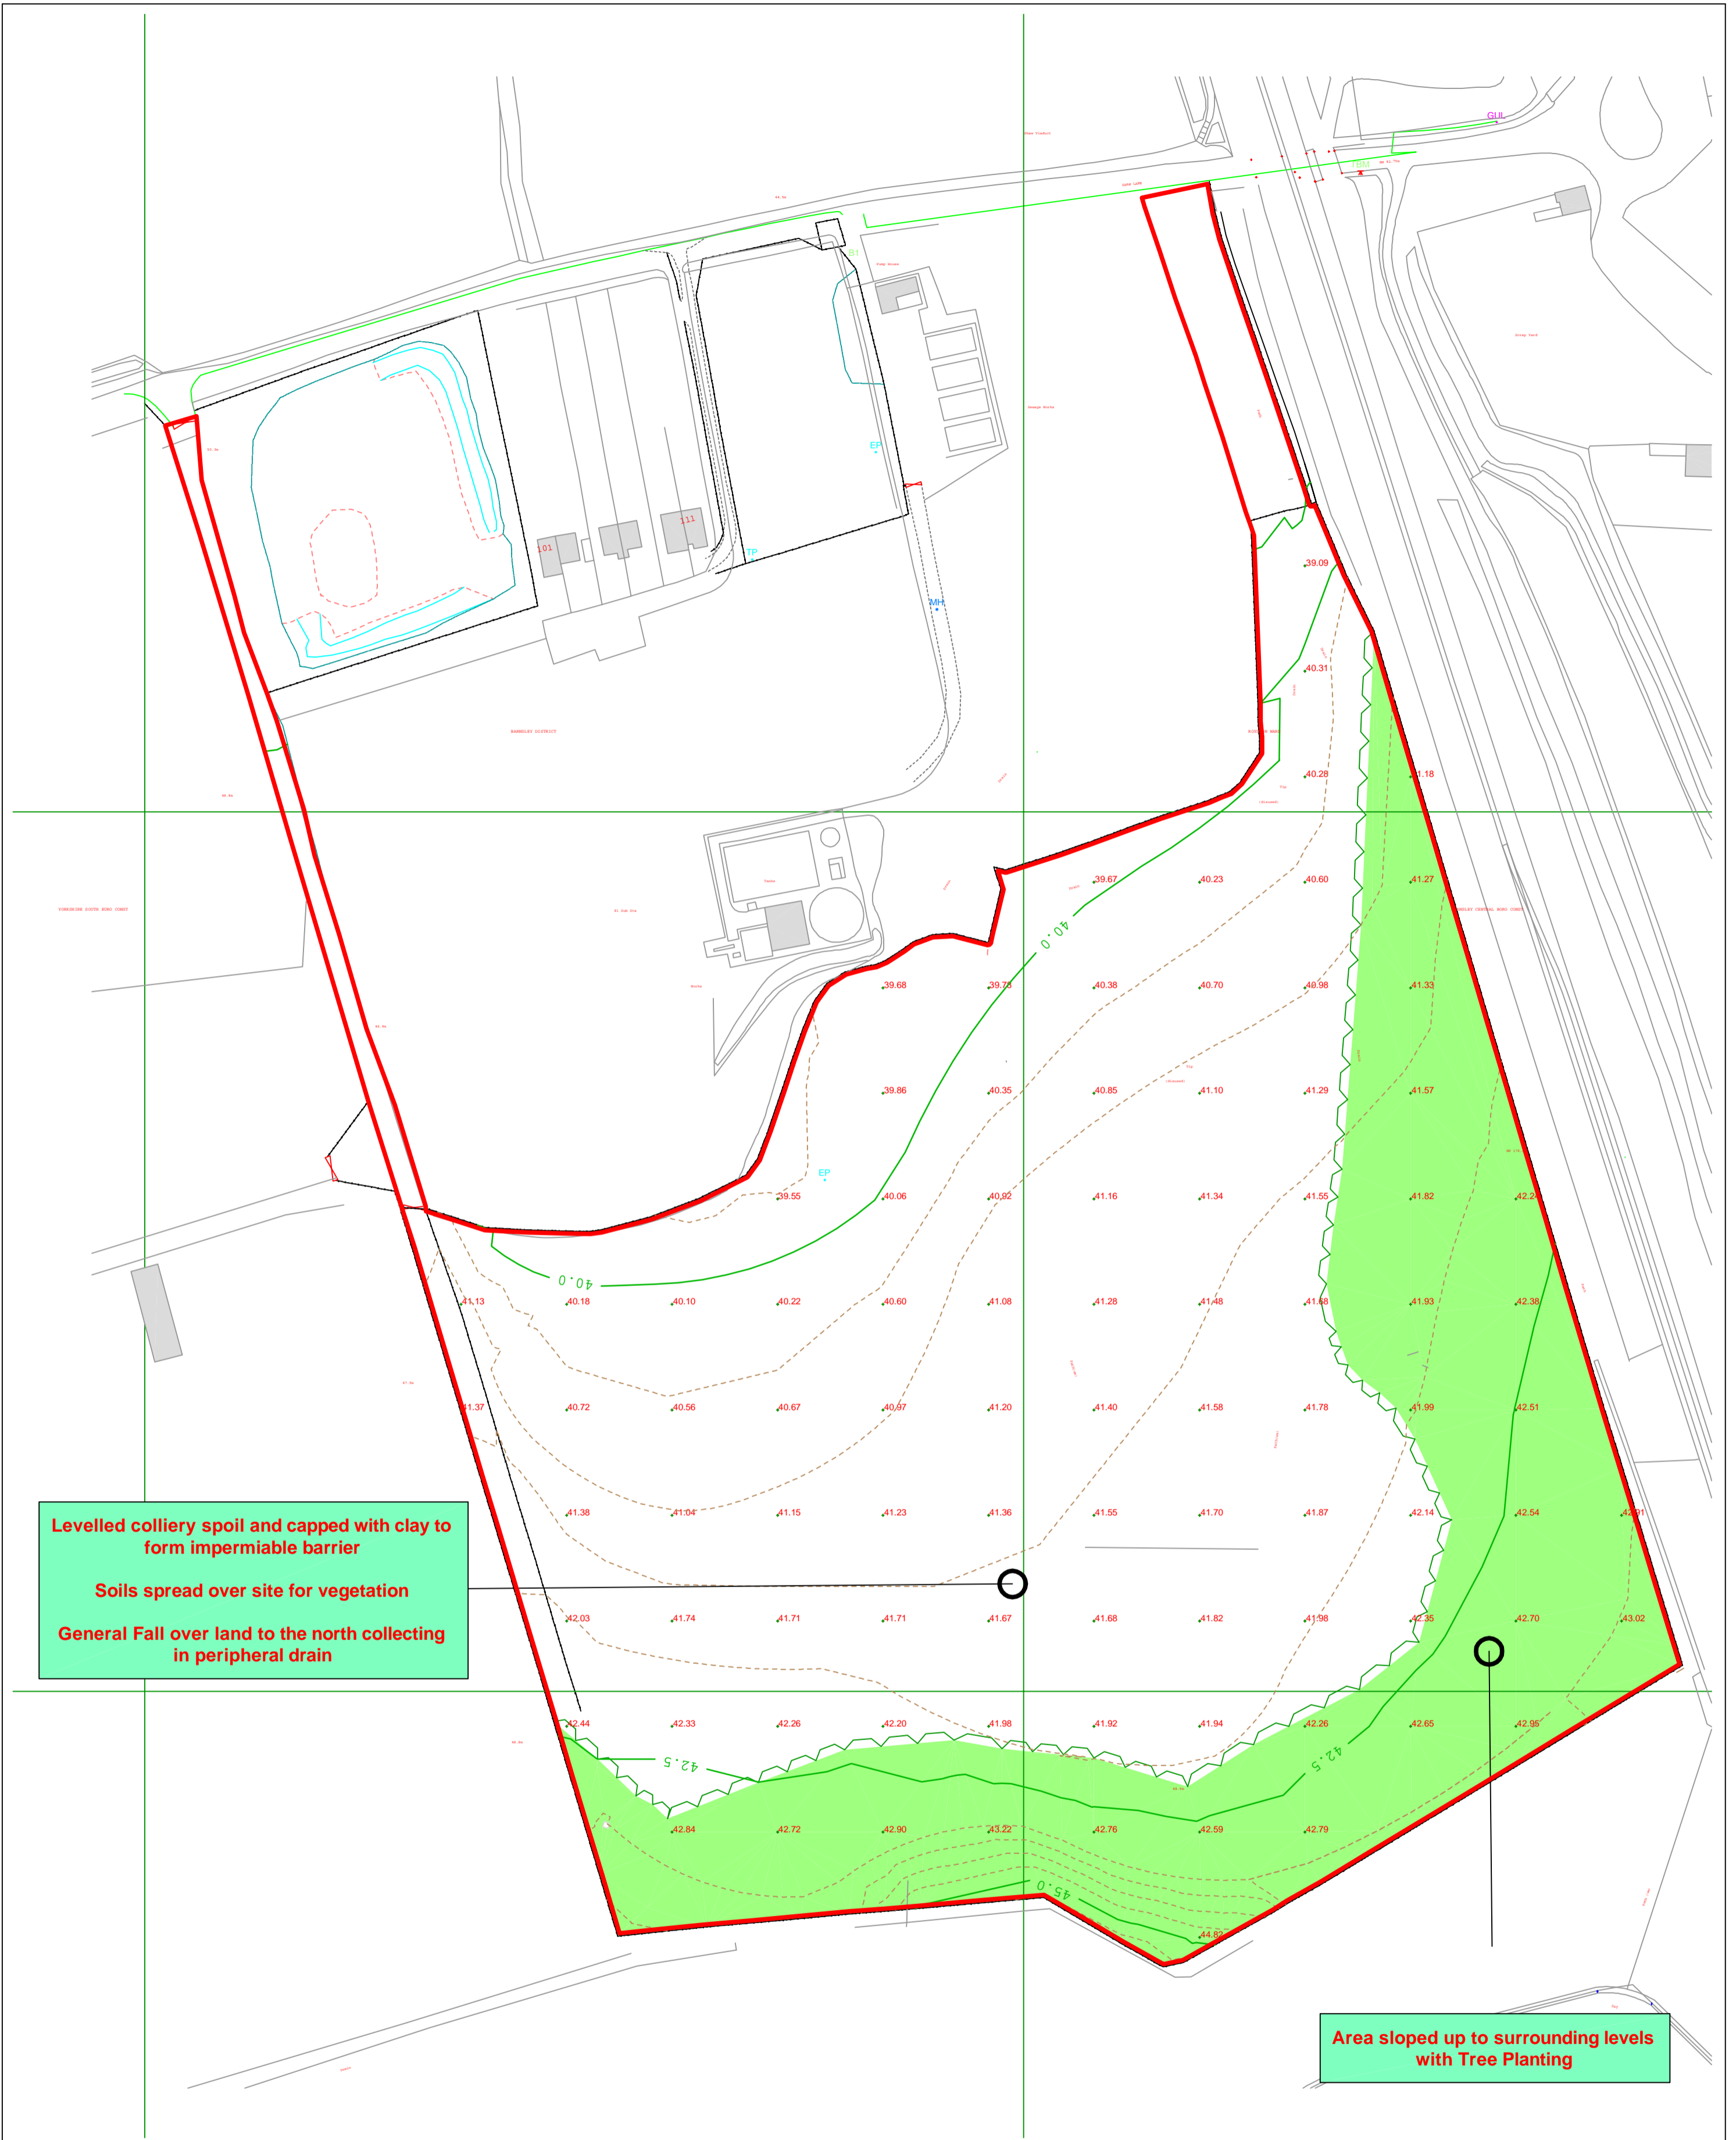 GUL
TBM
B1
EP
111
101
TP
MH
39.09
40.31
BARNSLEY DISTRICT
40.28
41.18
39.67 40.23 40.60 41.27
40.0
39.68 39.78 40.38 40.70 40.98 41.33
39.86 40.35 40.85 41.10 41.29 41.57
EP
39.55 40.06 40.92 41.16 41.34 41.55 41.82 42.24
40.0
41.13 40.18 40.10 40.22 40.60 41.08 41.28 41.48 41.68 41.93 42.38
41.37 40.72 40.56 40.67 40.97 41.20 41.40 41.58 41.78 41.99 42.51
41.38 41.04 41.15 41.23 41.36 41.55 41.70 41.87 42.14 42.54 42.91
Levelled colliery spoil and capped with clay to
form impermiable barrier
Soils spread over site for vegetation
General Fall over land to the north collecting
in peripheral drain
42.03 41.74 41.71 41.71 41.67 41.68 41.82 41.98 42.35 42.70 43.02
42.44 42.33 42.26 42.20 41.98 41.92 41.94 42.26 42.65 42.95
42.5
42.5
42.84 42.72 42.90 43.22 42.76 42.59 42.79
45.0
44.82
Area sloped up to surrounding levels
with Tree Planting